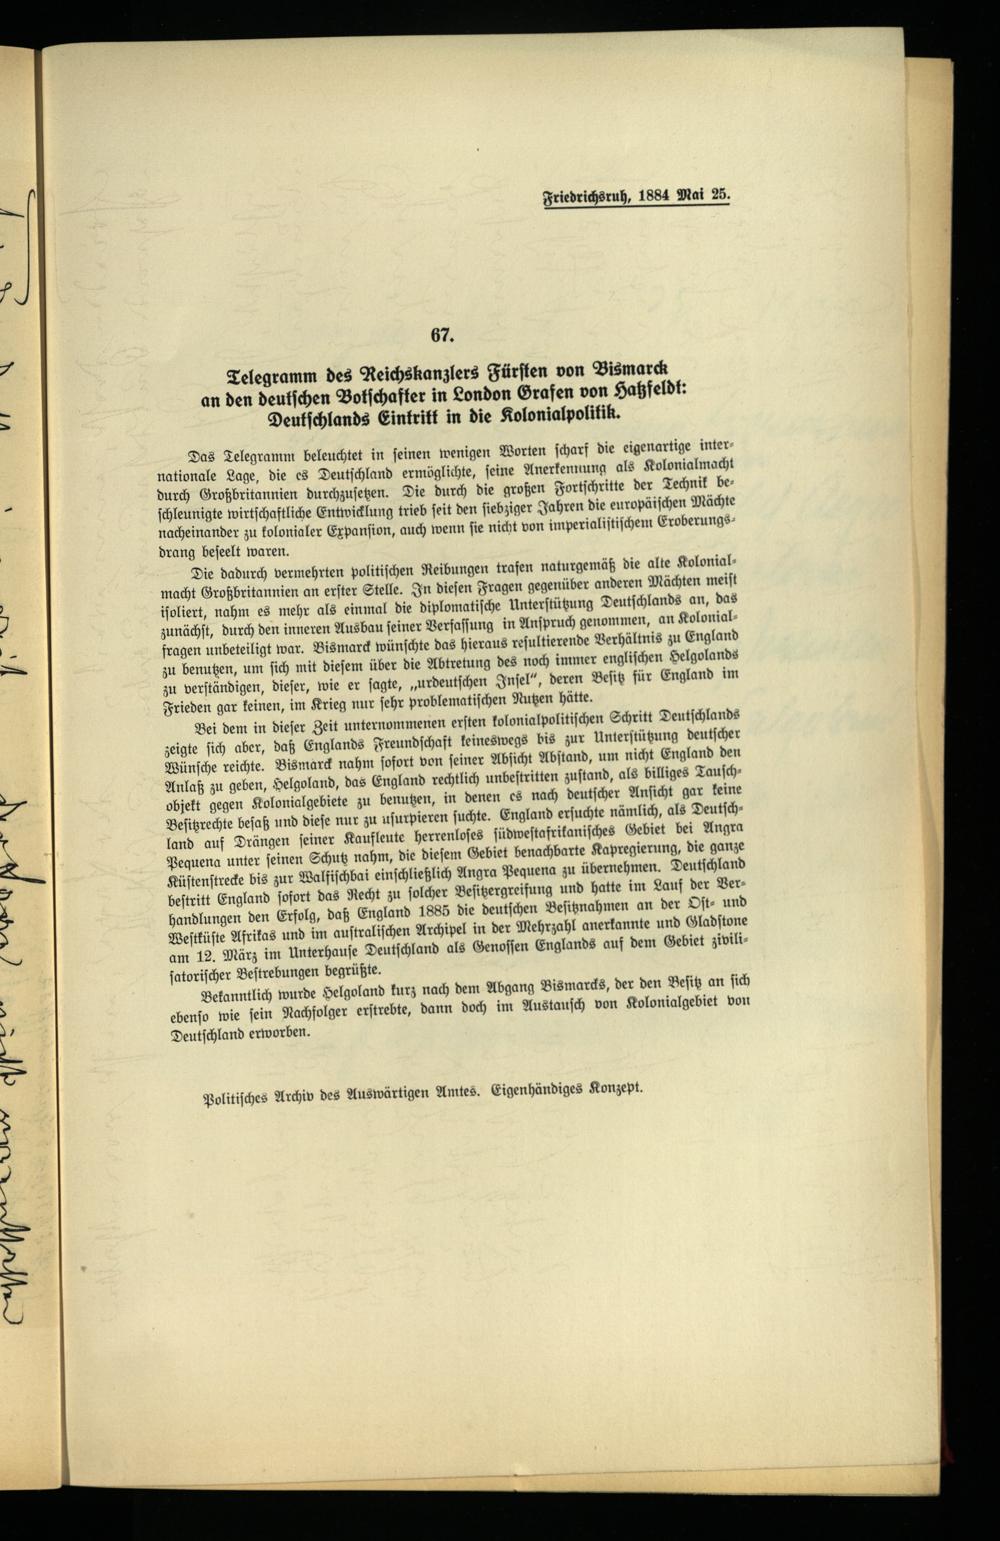 Friedrichsruh, 1884 Mai 25.
67.
Telegramm des Reichskanzlers Fürsten von Bismarck
an den deutschen Botschafter in London Grafen von Hatzfeldt:
Deutschlands Eintritt in die Kolonialpolitik.
Das Telegramm beleuchtet in seinen wenigen Worten scharf die eigenartige inter-
nationale Lage, die es Deutschland ermöglichte, seine Anerkennung als Kolonialmacht
durch Großbritannien durchzusetzen. Die durch die großen Fortschritte der Technik be-
schleunigte wirtschaftliche Entwicklung trieb seit den siebziger Jahren die europäischen Mächte
nacheinander zu kolonialer Expansion, auch wenn sie nicht von imperialistischem Eroberungs-
drang beseelt waren.
Die dadurch vermehrten politischen Reibungen trafen naturgemäß die alte Kolonial-
macht Großbritannien an erster Stelle. In diesen Fragen gegenüber anderen Mächten meist
isoliert, nahm es mehr als einmal die diplomatische Unterstützung Deutschlands an, das
zunächst, durch den inneren Ausbau seiner Verfassung in Anspruch genommen, an Kolonial-
fragen unbeteiligt war. Bismarck wünschte das hieraus resultierende Verhältnis zu England
zu benutzen, um sich mit diesem über die Abtretung des noch immer englischen Helgolands
zu verständigen, dieser, wie er sagte, „urdeutschen Insel“, deren Besitz für England im
Frieden gar keinen, im Krieg nur sehr problematischen Nutzen hätte.
Bei dem in dieser Zeit unternommenen ersten kolonialpolitischen Schritt Deutschlands
zeigte sich aber, daß Englands Freundschaft keineswegs bis zur Unterstützung deutscher
Wünsche reichte. Bismarck nahm sofort von seiner Absicht Abstand, um nicht England den
Anlaß zu geben, Helgoland, das England rechtlich unbestritten zustand, als billiges Tausch-
objekt gegen Kolonialgebiete zu benutzen, in denen es nach deutscher Ansicht gar keine
Besitzrechte besaß und diese nur zu usurpieren suchte. England ersuchte nämlich, als Deutsch-
land auf Drängen seiner Kaufleute herrenloses südwestafrikanisches Gebiet bei Angra
Pequena unter seinen Schutz nahm, die diesem Gebiet benachbarte Kapregierung, die ganze
Küstenstrecke bis zur Walfischbai einschließlich Angra Pequena zu übernehmen. Deutschland
bestritt England sofort das Recht zu solcher Besitzergreifung und hatte im Lauf der Ver-
handlungen den Erfolg, daß England 1885 die deutschen Besitznahmen an der Ost- und
Westküste Afrikas und im australischen Archipel in der Mehrzahl anerkannte und Gladstone
am 12. März im Unterhause Deutschland als Genossen Englands auf dem Gebiet zivili-
satorischer Bestrebungen begrüßte.
Bekanntlich wurde Helgoland kurz nach dem Abgang Bismarcks, der den Besitz an sich
ebenso wie sein Nachfolger erstrebte, dann doch im Austausch von Kolonialgebiet von
Deutschland erworben.
Politisches Archiv des Auswärtigen Amtes. Eigenhändiges Konzept.